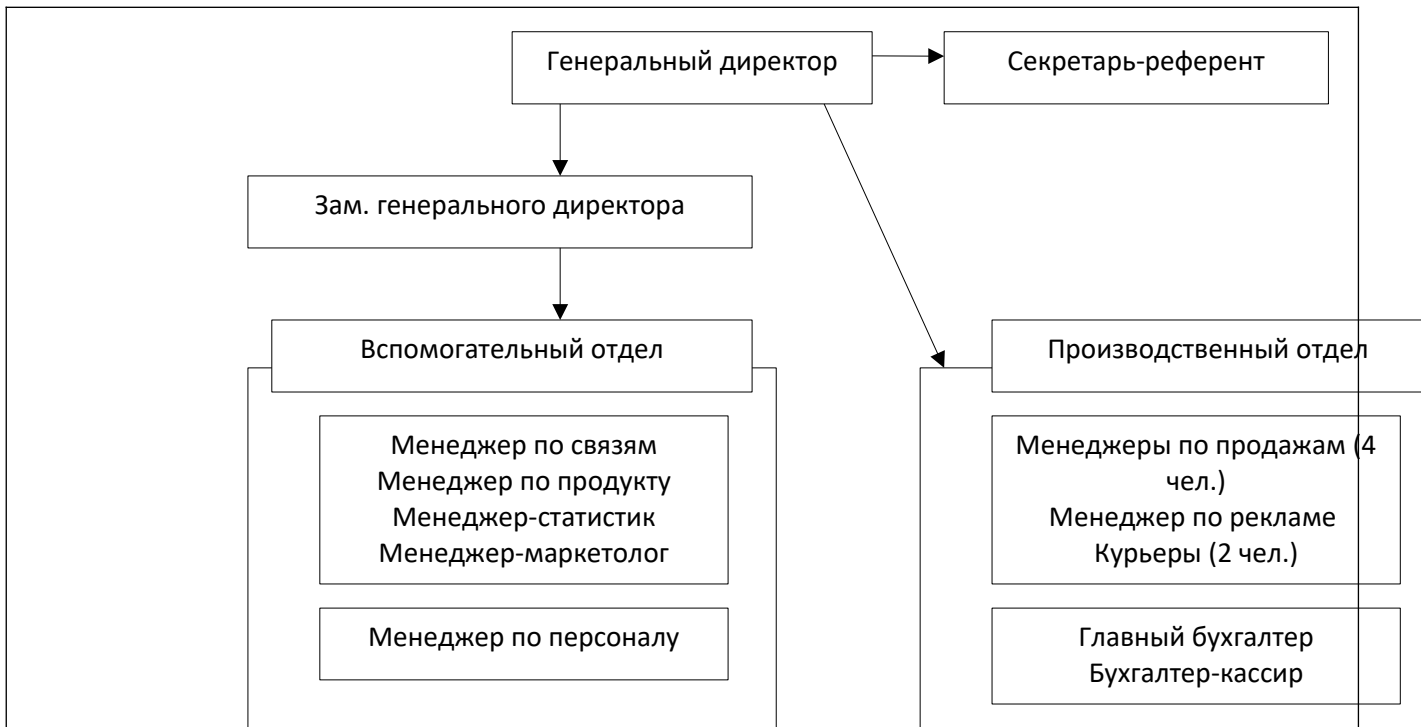 Генеральный директор
Секретарь-референт
Зам. генерального директора
Вспомогательный отдел
Производственный отдел
Менеджер по связям
Менеджер по продукту
Менеджер-статистик
Менеджер-маркетолог
Менеджеры по продажам (4
чел.)
Менеджер по рекламе
Курьеры (2 чел.)
Менеджер по персоналу
Главный бухгалтер
Бухгалтер-кассир